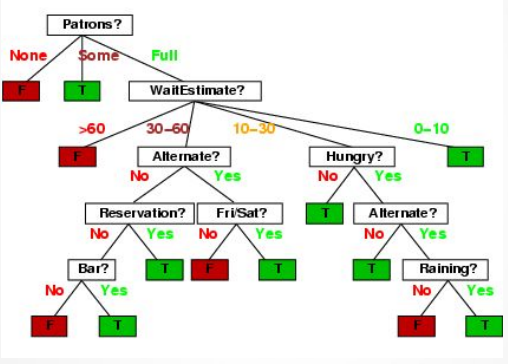 Patrons?
None Some Full
F T WaitEstimate?
>60 30–60 10–30 0–10
F Alternate? Hungry? T
No Yes No Yes
Reservation? Fri/Sat? T Alternate?
No Yes No Yes No Yes
Bar? T F T T Raining?
No Yes No Yes
F T F T